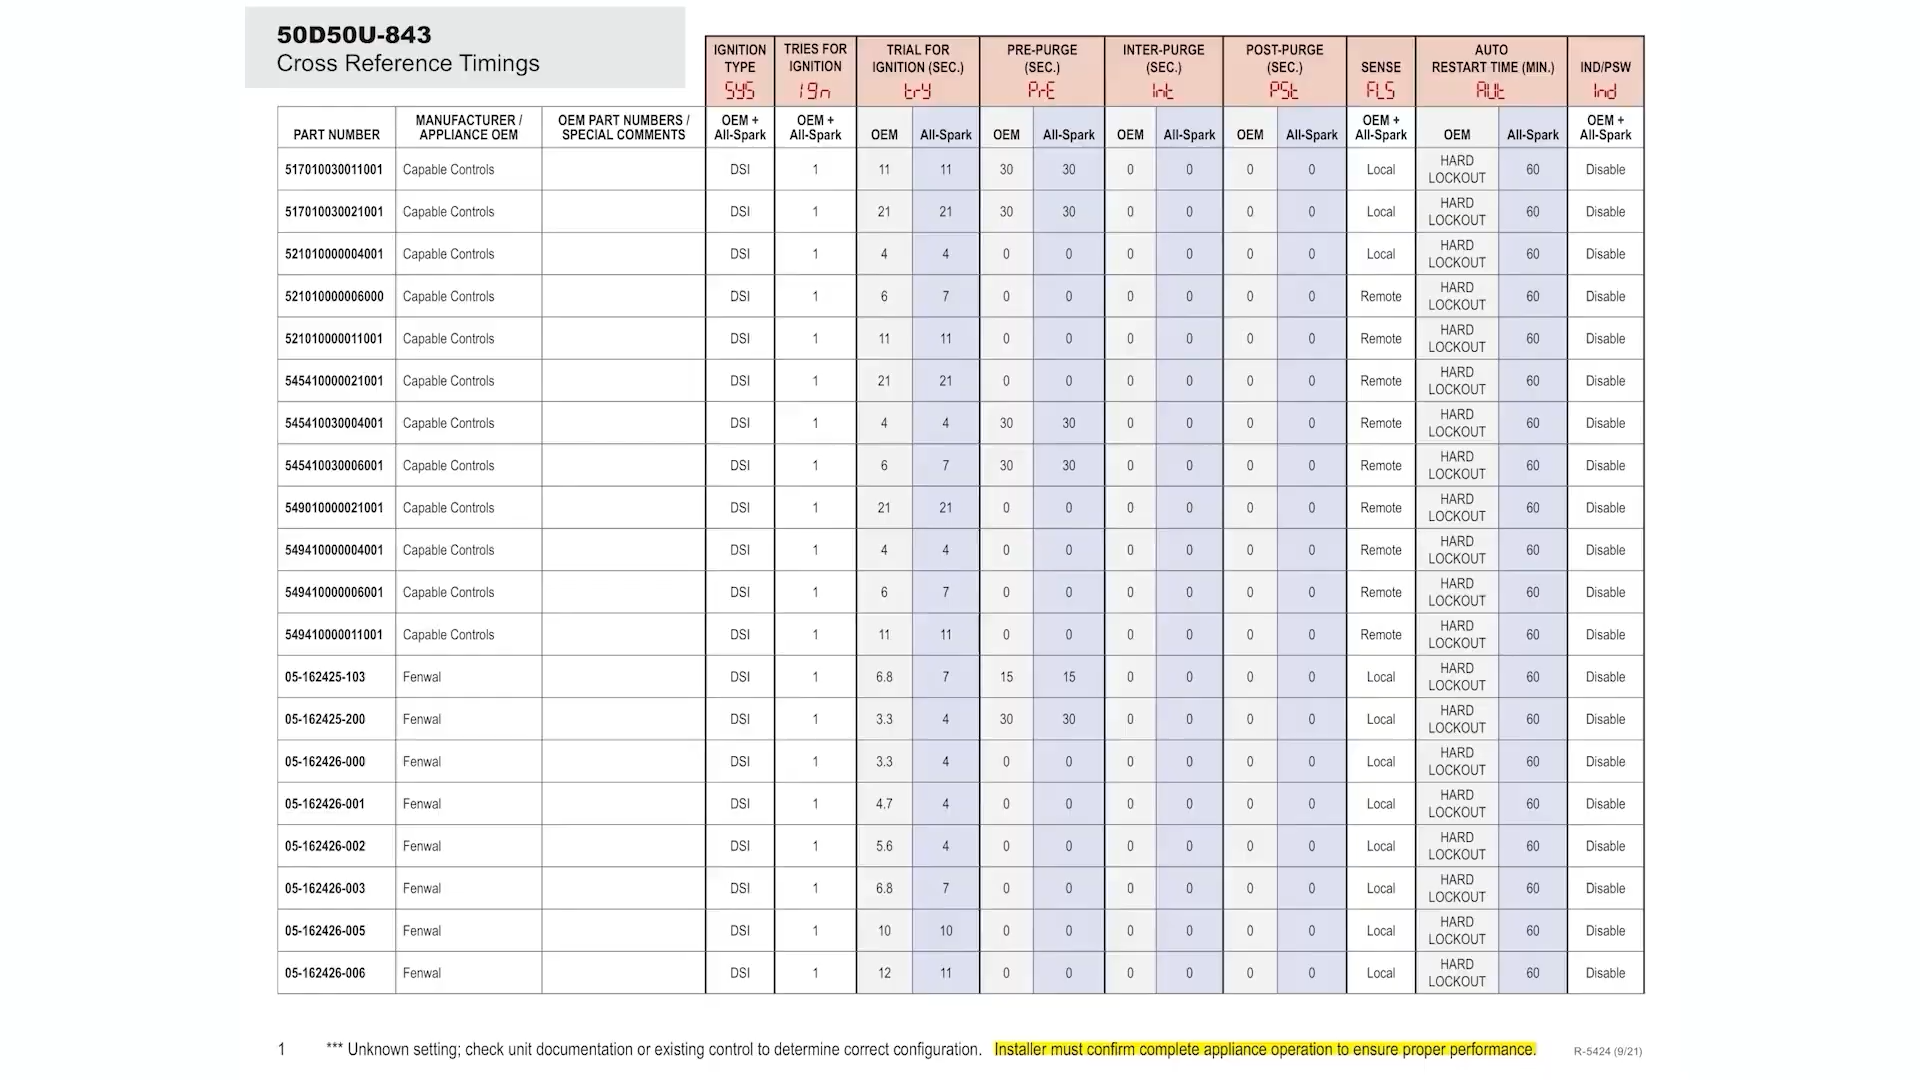 50D50U-843
Cross Reference Timings
IGNITION TYPE TRIES FOR IGNITION TRIAL FOR IGNITION (SEC.) PRE-PURGE (SEC.) INTER-PURGE (SEC.) POST-PURGE (SEC.) SENSE AUTO RESTART TIME (MIN.) IND/PSW
SYS Ign trY PrE Int PSt FLS AUt Ind
PART NUMBER MANUFACTURER / APPLIANCE OEM OEM PART NUMBERS / SPECIAL COMMENTS OEM + All-Spark OEM + All-Spark OEM All-Spark OEM All-Spark OEM All-Spark OEM All-Spark OEM + All-Spark OEM All-Spark OEM + All-Spark
517010030011001 Capable Controls DSI 1 11 11 30 30 0 0 0 0 Local HARD LOCKOUT 60 Disable
517010030021001 Capable Controls DSI 1 21 21 30 30 0 0 0 0 Local HARD LOCKOUT 60 Disable
521010000004001 Capable Controls DSI 1 4 4 0 0 0 0 0 0 Local HARD LOCKOUT 60 Disable
521010000006000 Capable Controls DSI 1 6 7 0 0 0 0 0 0 Remote HARD LOCKOUT 60 Disable
521010000011001 Capable Controls DSI 1 11 11 0 0 0 0 0 0 Remote HARD LOCKOUT 60 Disable
545410000021001 Capable Controls DSI 1 21 21 0 0 0 0 0 0 Remote HARD LOCKOUT 60 Disable
545410030004001 Capable Controls DSI 1 4 4 30 30 0 0 0 0 Remote HARD LOCKOUT 60 Disable
545410030006001 Capable Controls DSI 1 6 7 30 30 0 0 0 0 Remote HARD LOCKOUT 60 Disable
549010000021001 Capable Controls DSI 1 21 21 0 0 0 0 0 0 Remote HARD LOCKOUT 60 Disable
549410000004001 Capable Controls DSI 1 4 4 0 0 0 0 0 0 Remote HARD LOCKOUT 60 Disable
549410000006001 Capable Controls DSI 1 6 7 0 0 0 0 0 0 Remote HARD LOCKOUT 60 Disable
549410000011001 Capable Controls DSI 1 11 11 0 0 0 0 0 0 Remote HARD LOCKOUT 60 Disable
05-162425-103 Fenwal DSI 1 6.8 7 15 15 0 0 0 0 Local HARD LOCKOUT 60 Disable
05-162425-200 Fenwal DSI 1 3.3 4 30 30 0 0 0 0 Local HARD LOCKOUT 60 Disable
05-162426-000 Fenwal DSI 1 3.3 4 0 0 0 0 0 0 Local HARD LOCKOUT 60 Disable
05-162426-001 Fenwal DSI 1 4.7 4 0 0 0 0 0 0 Local HARD LOCKOUT 60 Disable
05-162426-002 Fenwal DSI 1 5.6 4 0 0 0 0 0 0 Local HARD LOCKOUT 60 Disable
05-162426-003 Fenwal DSI 1 6.8 7 0 0 0 0 0 0 Local HARD LOCKOUT 60 Disable
05-162426-005 Fenwal DSI 1 10 10 0 0 0 0 0 0 Local HARD LOCKOUT 60 Disable
05-162426-006 Fenwal DSI 1 12 11 0 0 0 0 0 0 Local HARD LOCKOUT 60 Disable
1 *** Unknown setting; check unit documentation or existing control to determine correct configuration. Installer must confirm complete appliance operation to ensure proper performance. R-5424 (9/21)